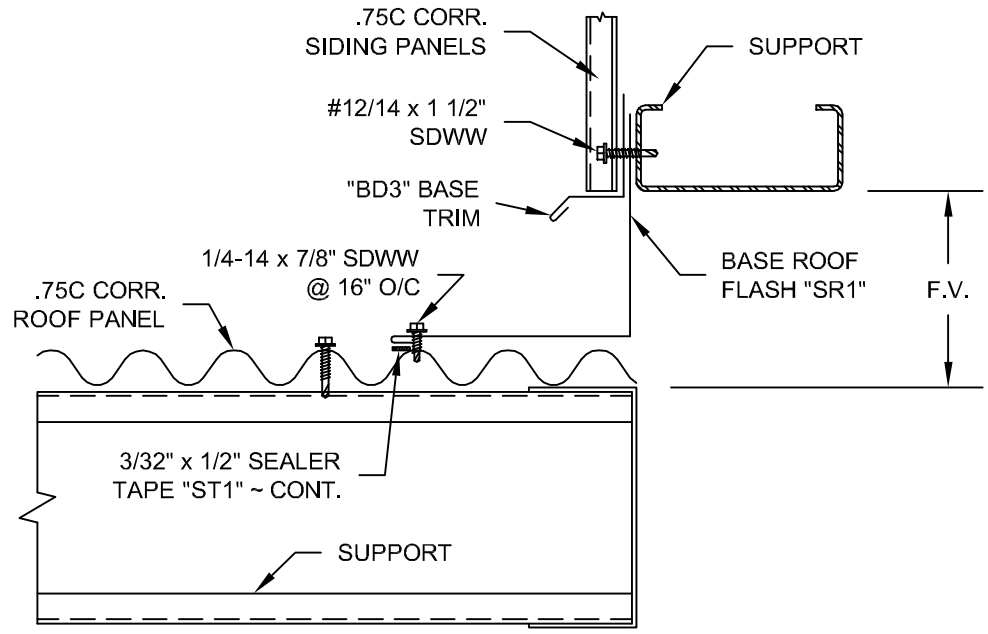 .75C CORR.
SIDING PANELS
SUPPORT
#12/14 x 1 1/2"
SDWW
"BD3" BASE
TRIM
1/4-14 x 7/8" SDWW
@ 16" O/C
BASE ROOF
FLASH "SR1"
F.V.
.75C CORR.
ROOF PANEL
3/32" x 1/2" SEALER
TAPE "ST1" ~ CONT.
SUPPORT